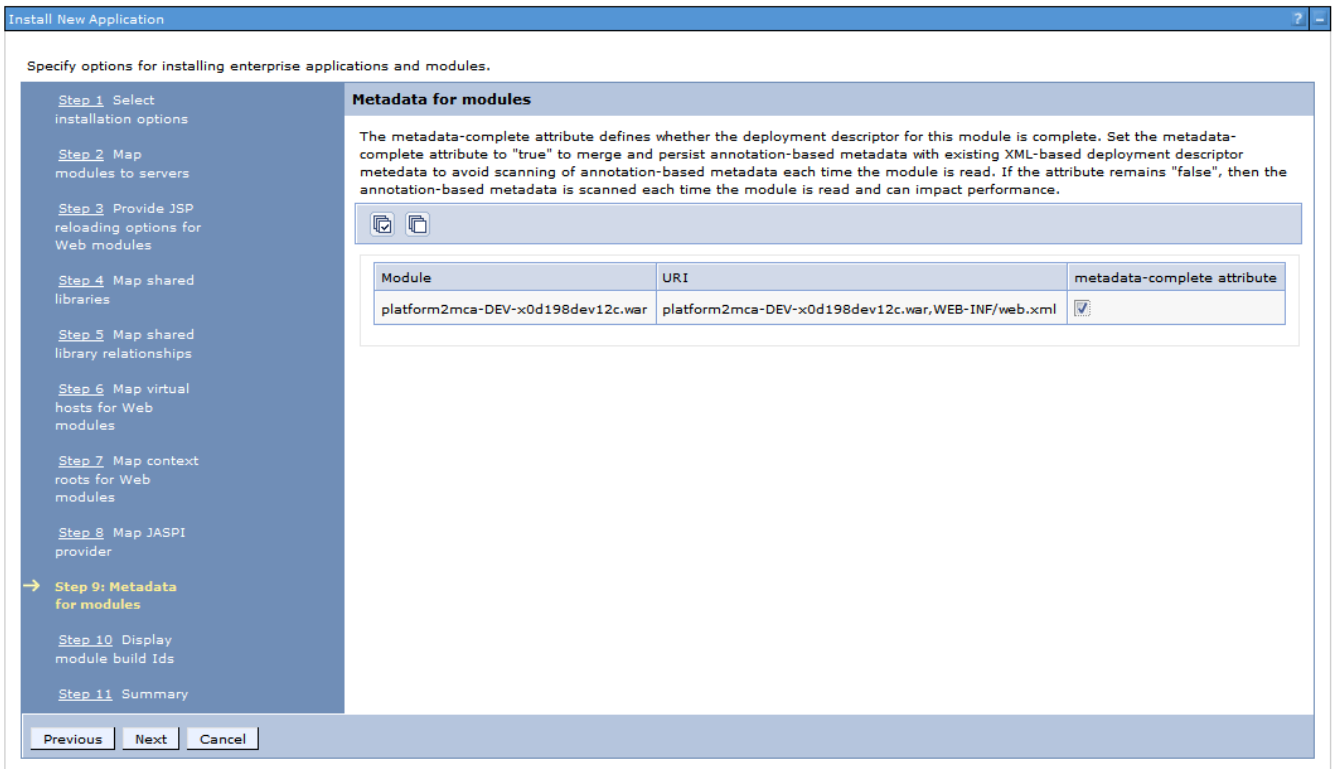 Install New Application
? –
Specify options for installing enterprise applications and modules.
Step 1 Select
installation options
Step 2 Map
modules to servers
Step 3 Provide JSP
reloading options for
Web modules
Step 4 Map shared
libraries
Step 5 Map shared
library relationships
Step 6 Map virtual
hosts for Web
modules
Step 7 Map context
roots for Web
modules
Step 8 Map JASPI
provider
Step 9: Metadata
for modules
Step 10 Display
module build Ids
Step 11 Summary
Metadata for modules
The metadata-complete attribute defines whether the deployment descriptor for this module is complete. Set the metadata-
complete attribute to "true" to merge and persist annotation-based metadata with existing XML-based deployment descriptor
metedata to avoid scanning of annotation-based metadata each time the module is read. If the attribute remains "false", then the
annotation-based metadata is scanned each time the module is read and can impact performance.
Module URI metadata-complete attribute
platform2mca-DEV-x0d198dev12c.war platform2mca-DEV-x0d198dev12c.war,WEB-INF/web.xml
Previous Next Cancel